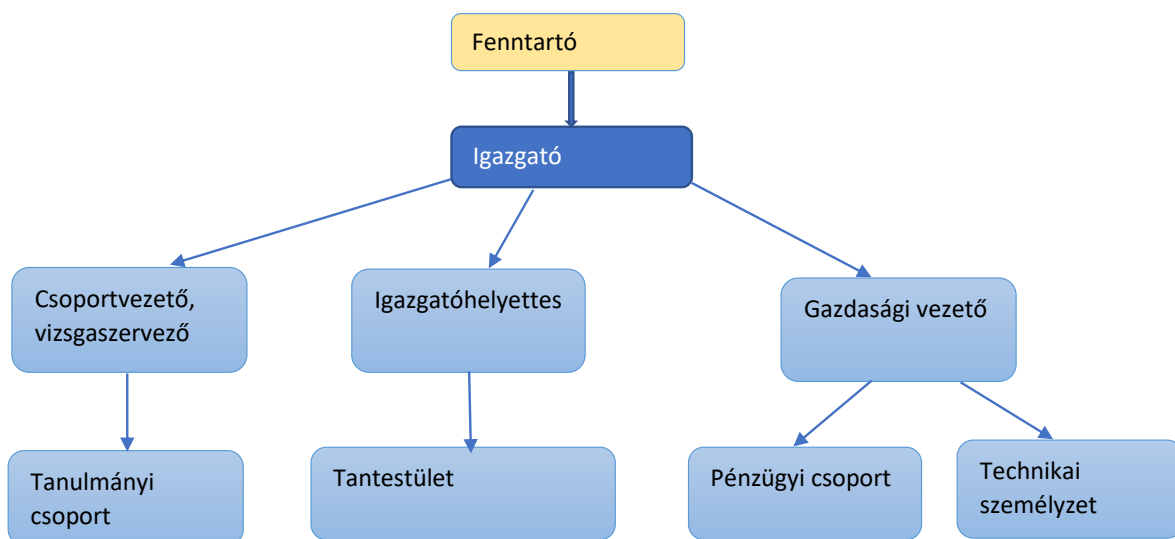 Fenntartó
Igazgató
Csoportvezető,
vizsgaszervező
Igazgatóhelyettes
Gazdasági vezető
Tanulmányi
csoport
Tantestület
Pénzügyi csoport
Technikai
személyzet